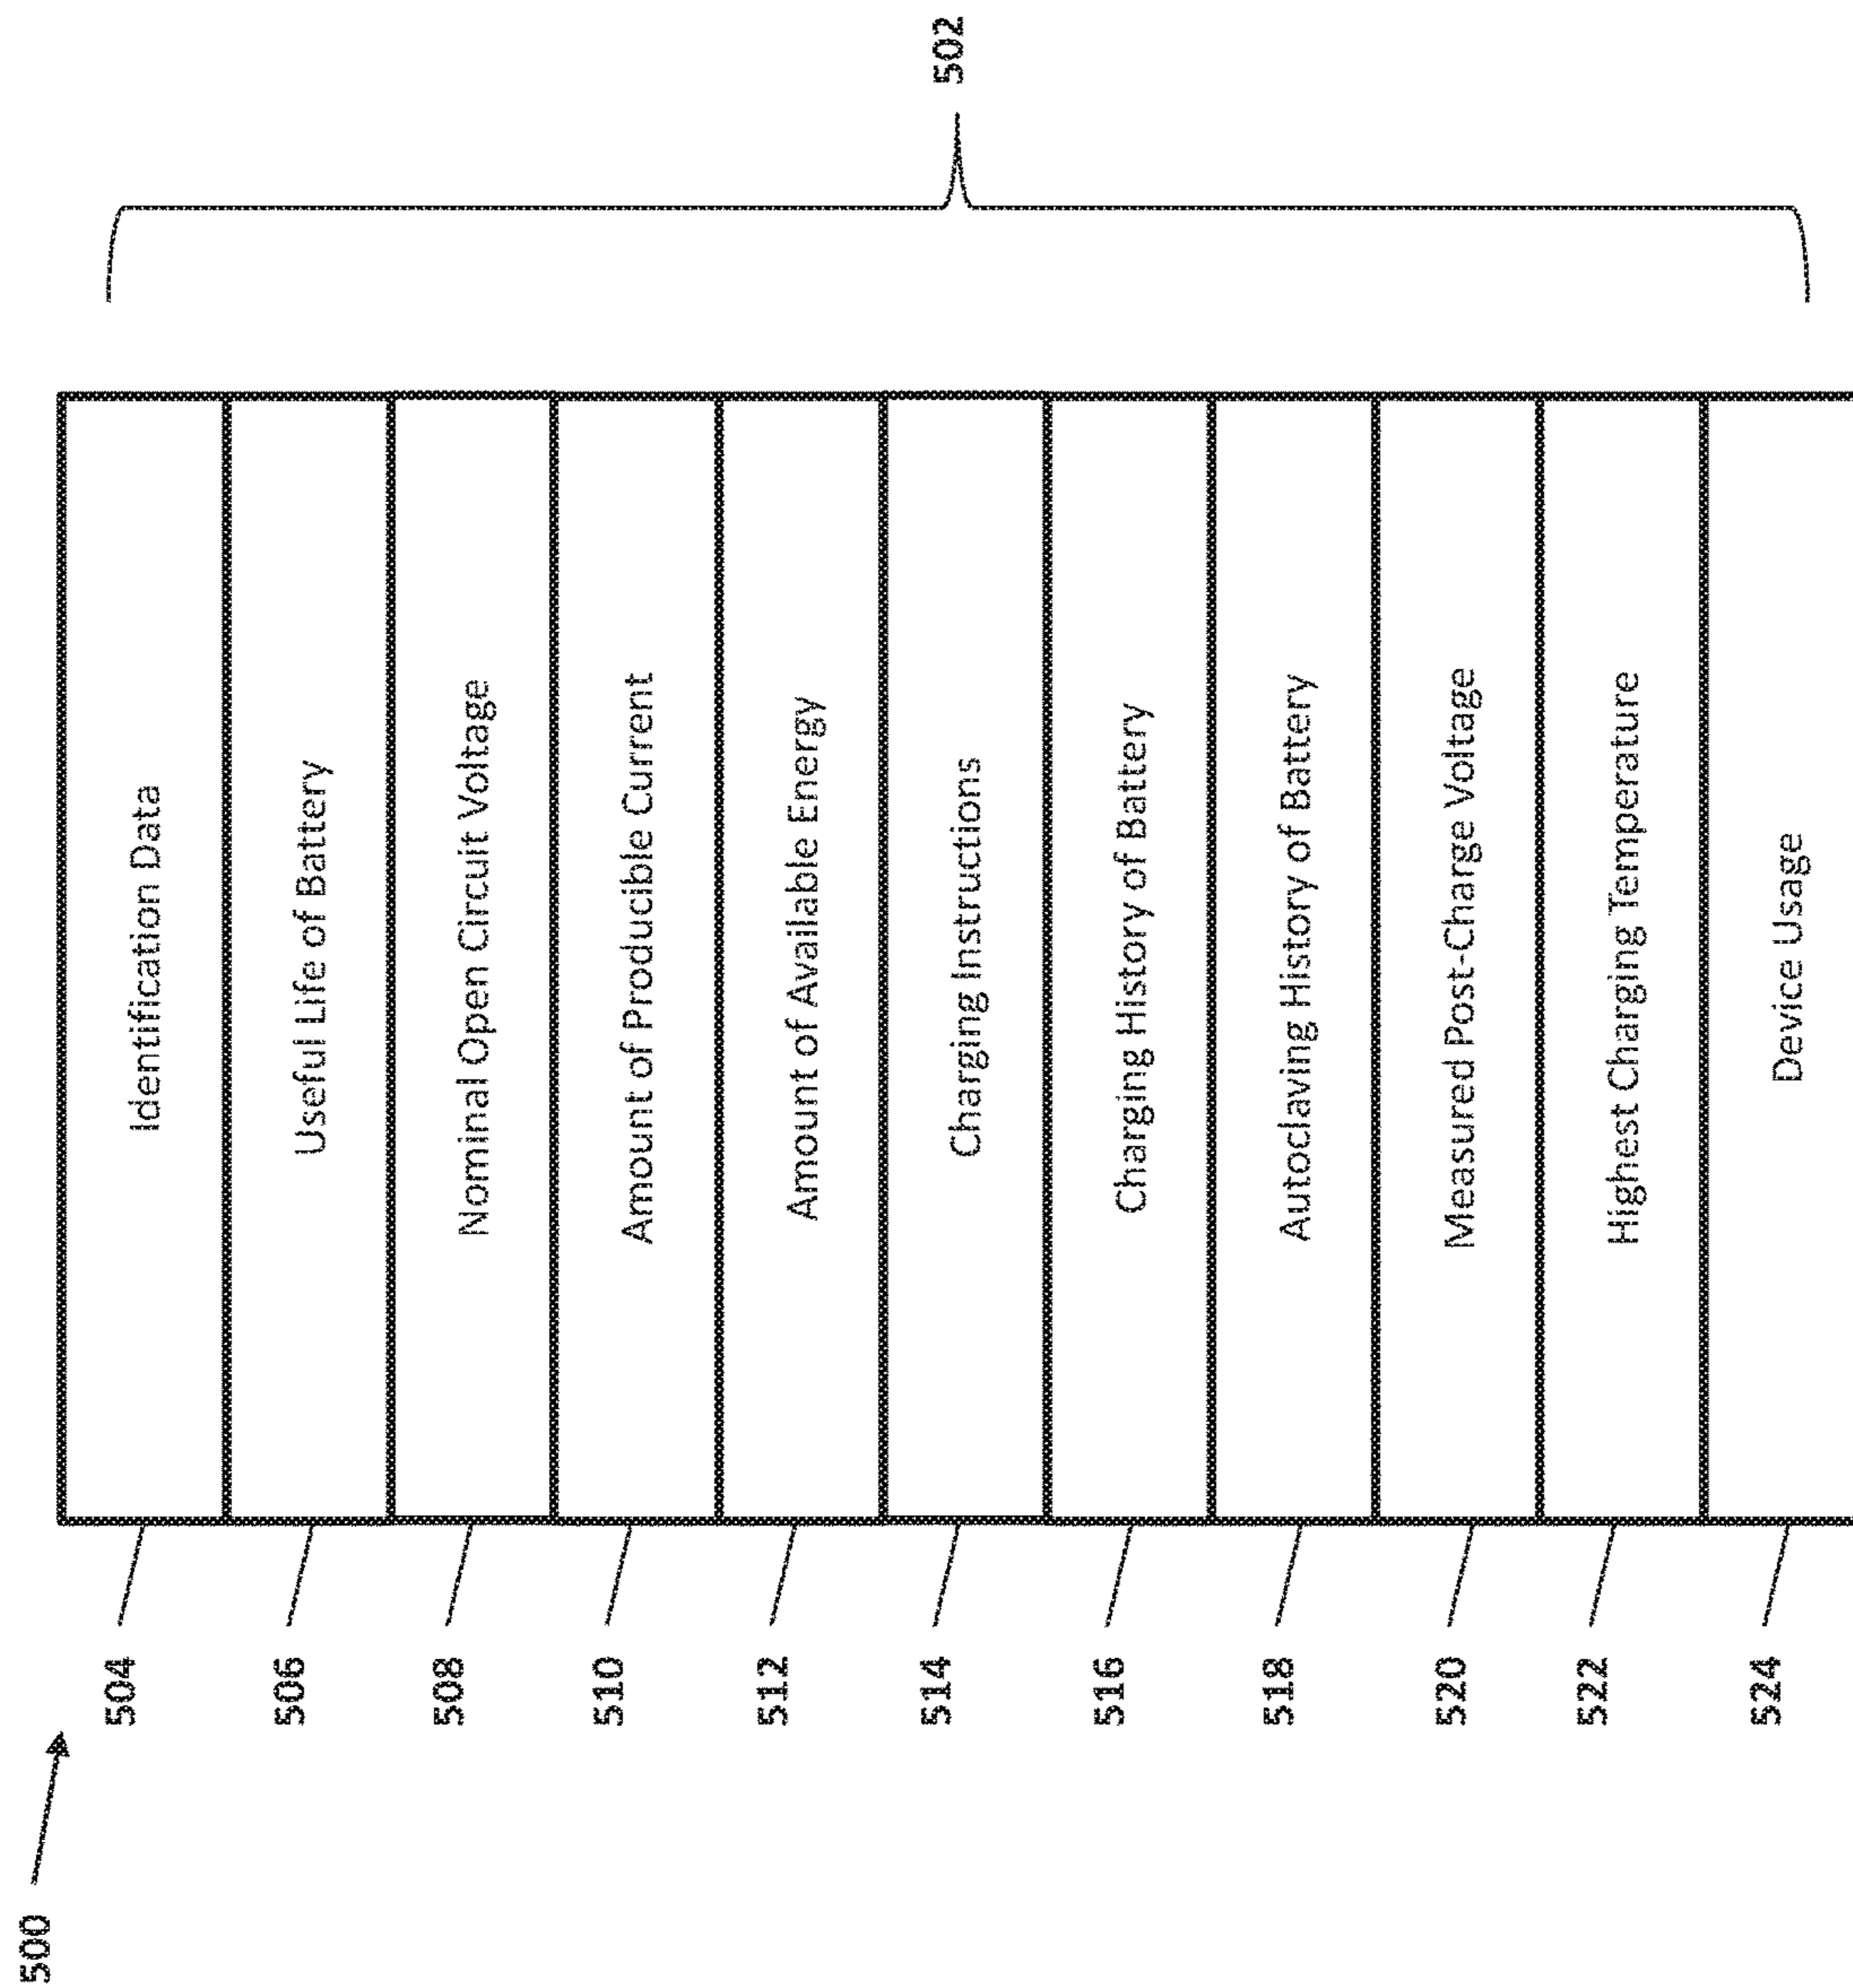 500
504
Identification Data
506
Useful Life of Battery
508
Nominal Open Circuit Voltage
510
Amount of Producible Current
512
Amount of Available Energy
514
Charging Instructions
502
516
Charging History of Battery
518
Autoclaving History of Battery
520
Measured Post-Charge Voltage
522
Highest Charging Temperature
524
Device Usage